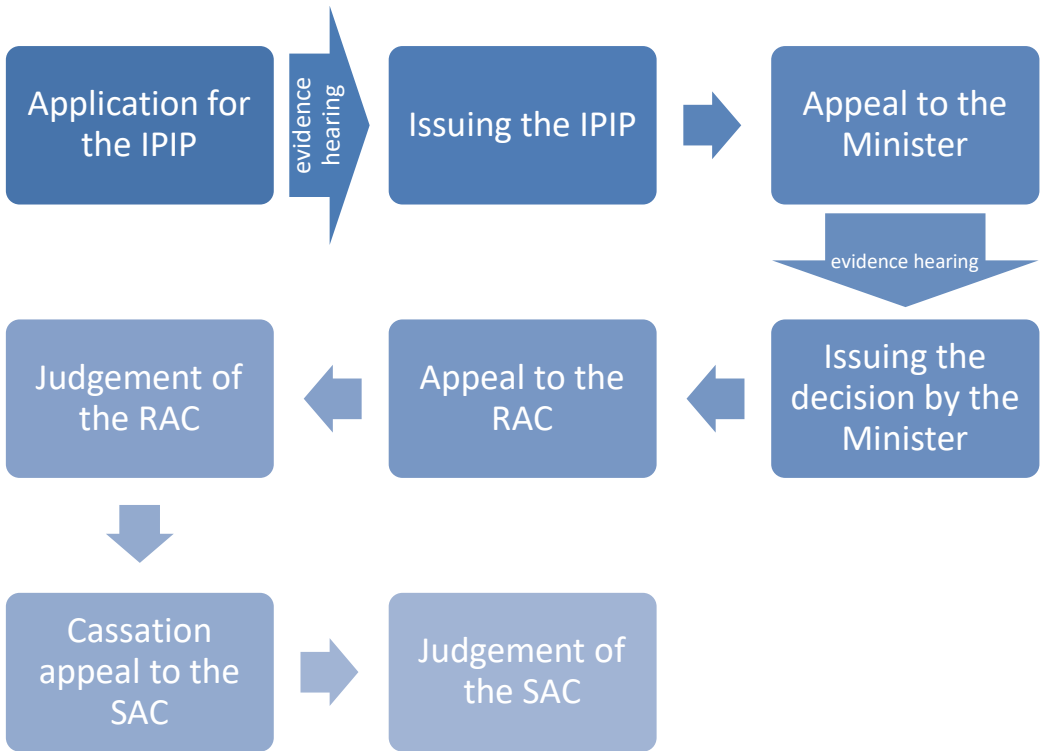 Application for
the IPIP
evidence
hearing
Issuing the IPIP
Appeal to the
Minister
evidence hearing
Issuing the
decision by the
Minister
Appeal to the
RAC
Judgement of
the RAC
Cassation
appeal to the
SAC
Judgement of
the SAC